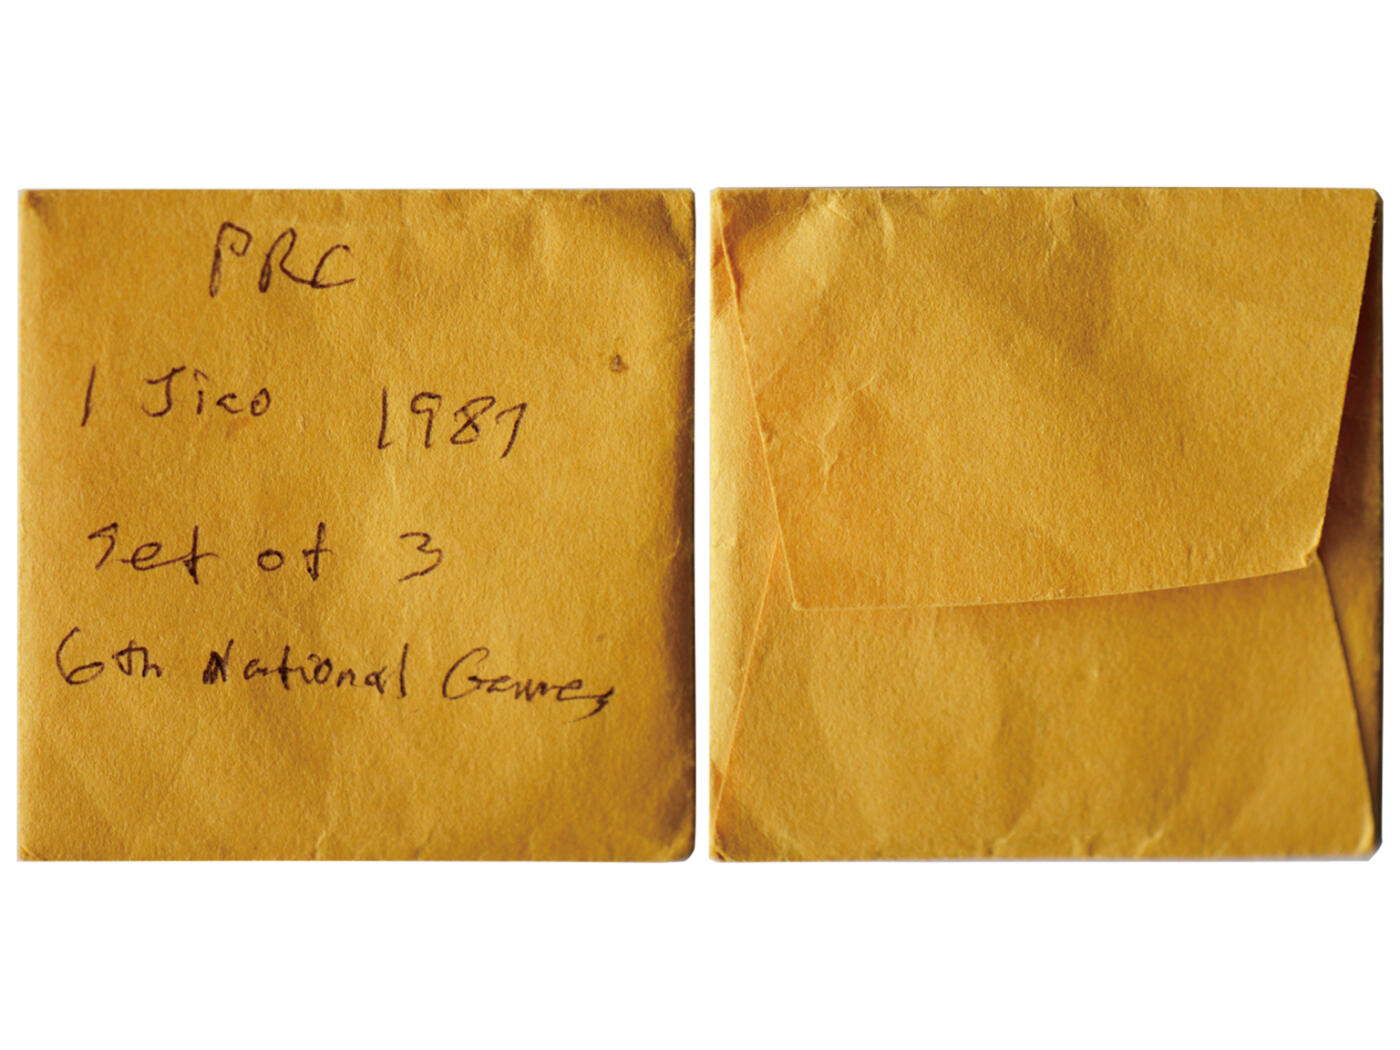 PRC
1 Jiao 1987
Set of 3
6th National Games